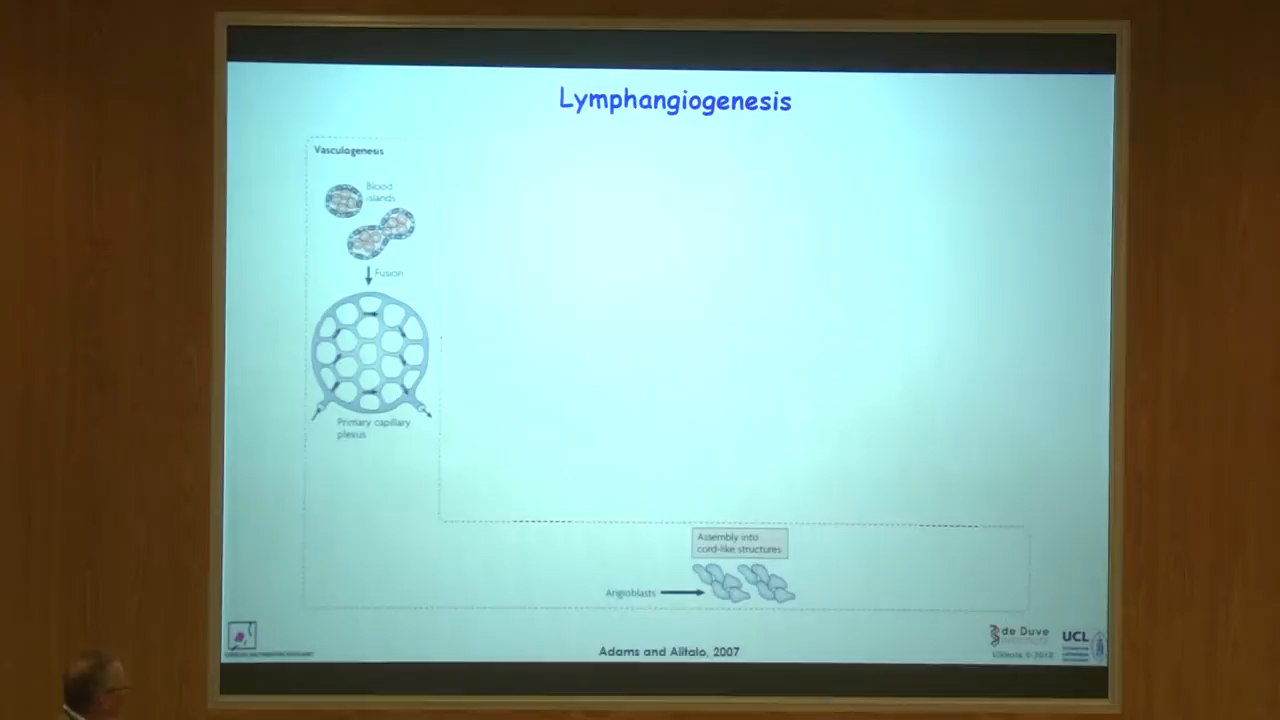 Lymphangiogenesis
Vasculogenesis
Blood
islands
Fusion
Primary capillary
plexus
Assembly into
cord-like structures
Angioblasts
Adams and Alitalo, 2007
de Duve
UCL